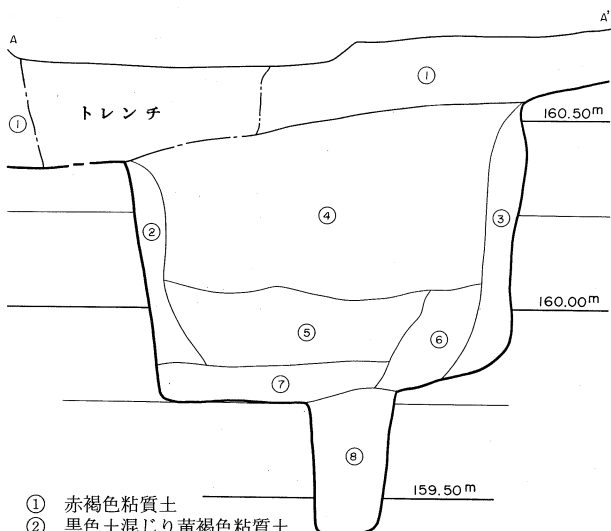 A
A'
①
トレンチ
①
160.50m
②
④
③
160.00m
⑤
⑥
⑦
⑧
159.50m
① 赤褐色粘質土
② 黒色土混じり黄褐色粘質土